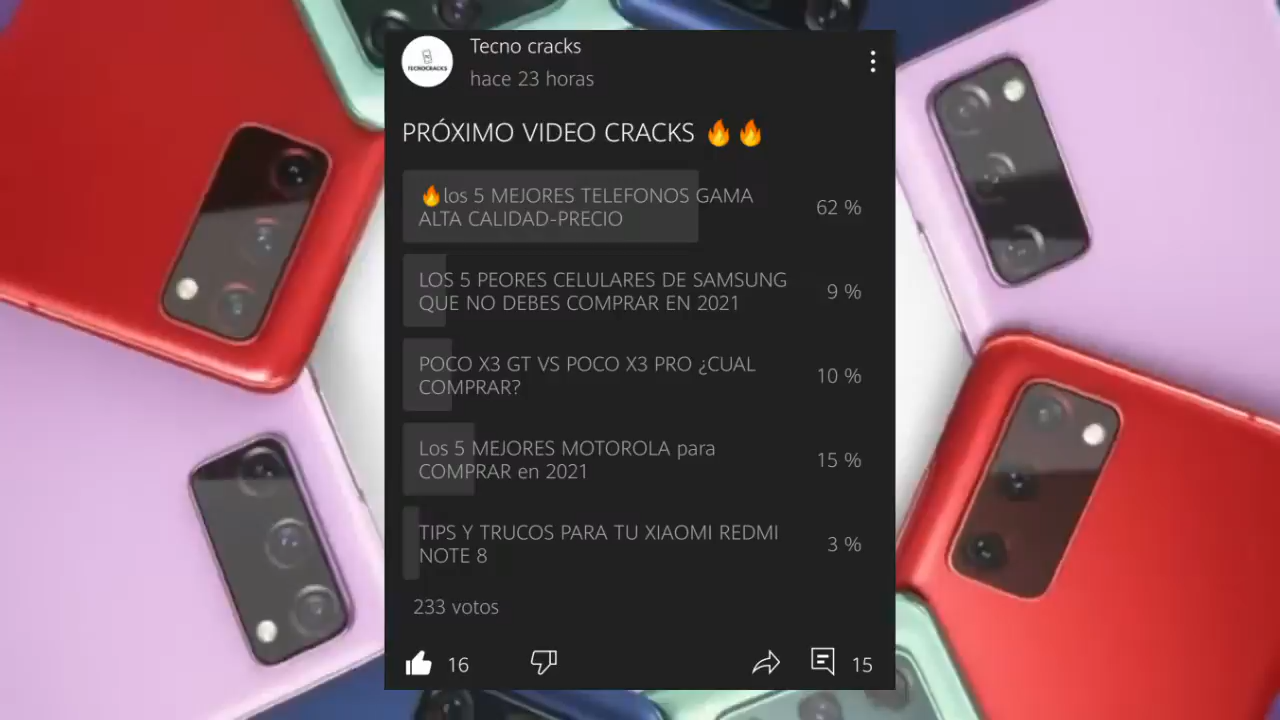 Tecno cracks
TECNOCRACKS
hace 23 horas
PRÓXIMO VIDEO CRACKS 🔥🔥
🔥los 5 MEJORES TELEFONOS GAMA
ALTA CALIDAD-PRECIO
62 %
LOS 5 PEORES CELULARES DE SAMSUNG
QUE NO DEBES COMPRAR EN 2021
9 %
POCO X3 GT VS POCO X3 PRO ¿CUAL
COMPRAR?
10 %
Los 5 MEJORES MOTOROLA para
COMPRAR en 2021
15 %
TIPS Y TRUCOS PARA TU XIAOMI REDMI
NOTE 8
3 %
233 votos
16
15